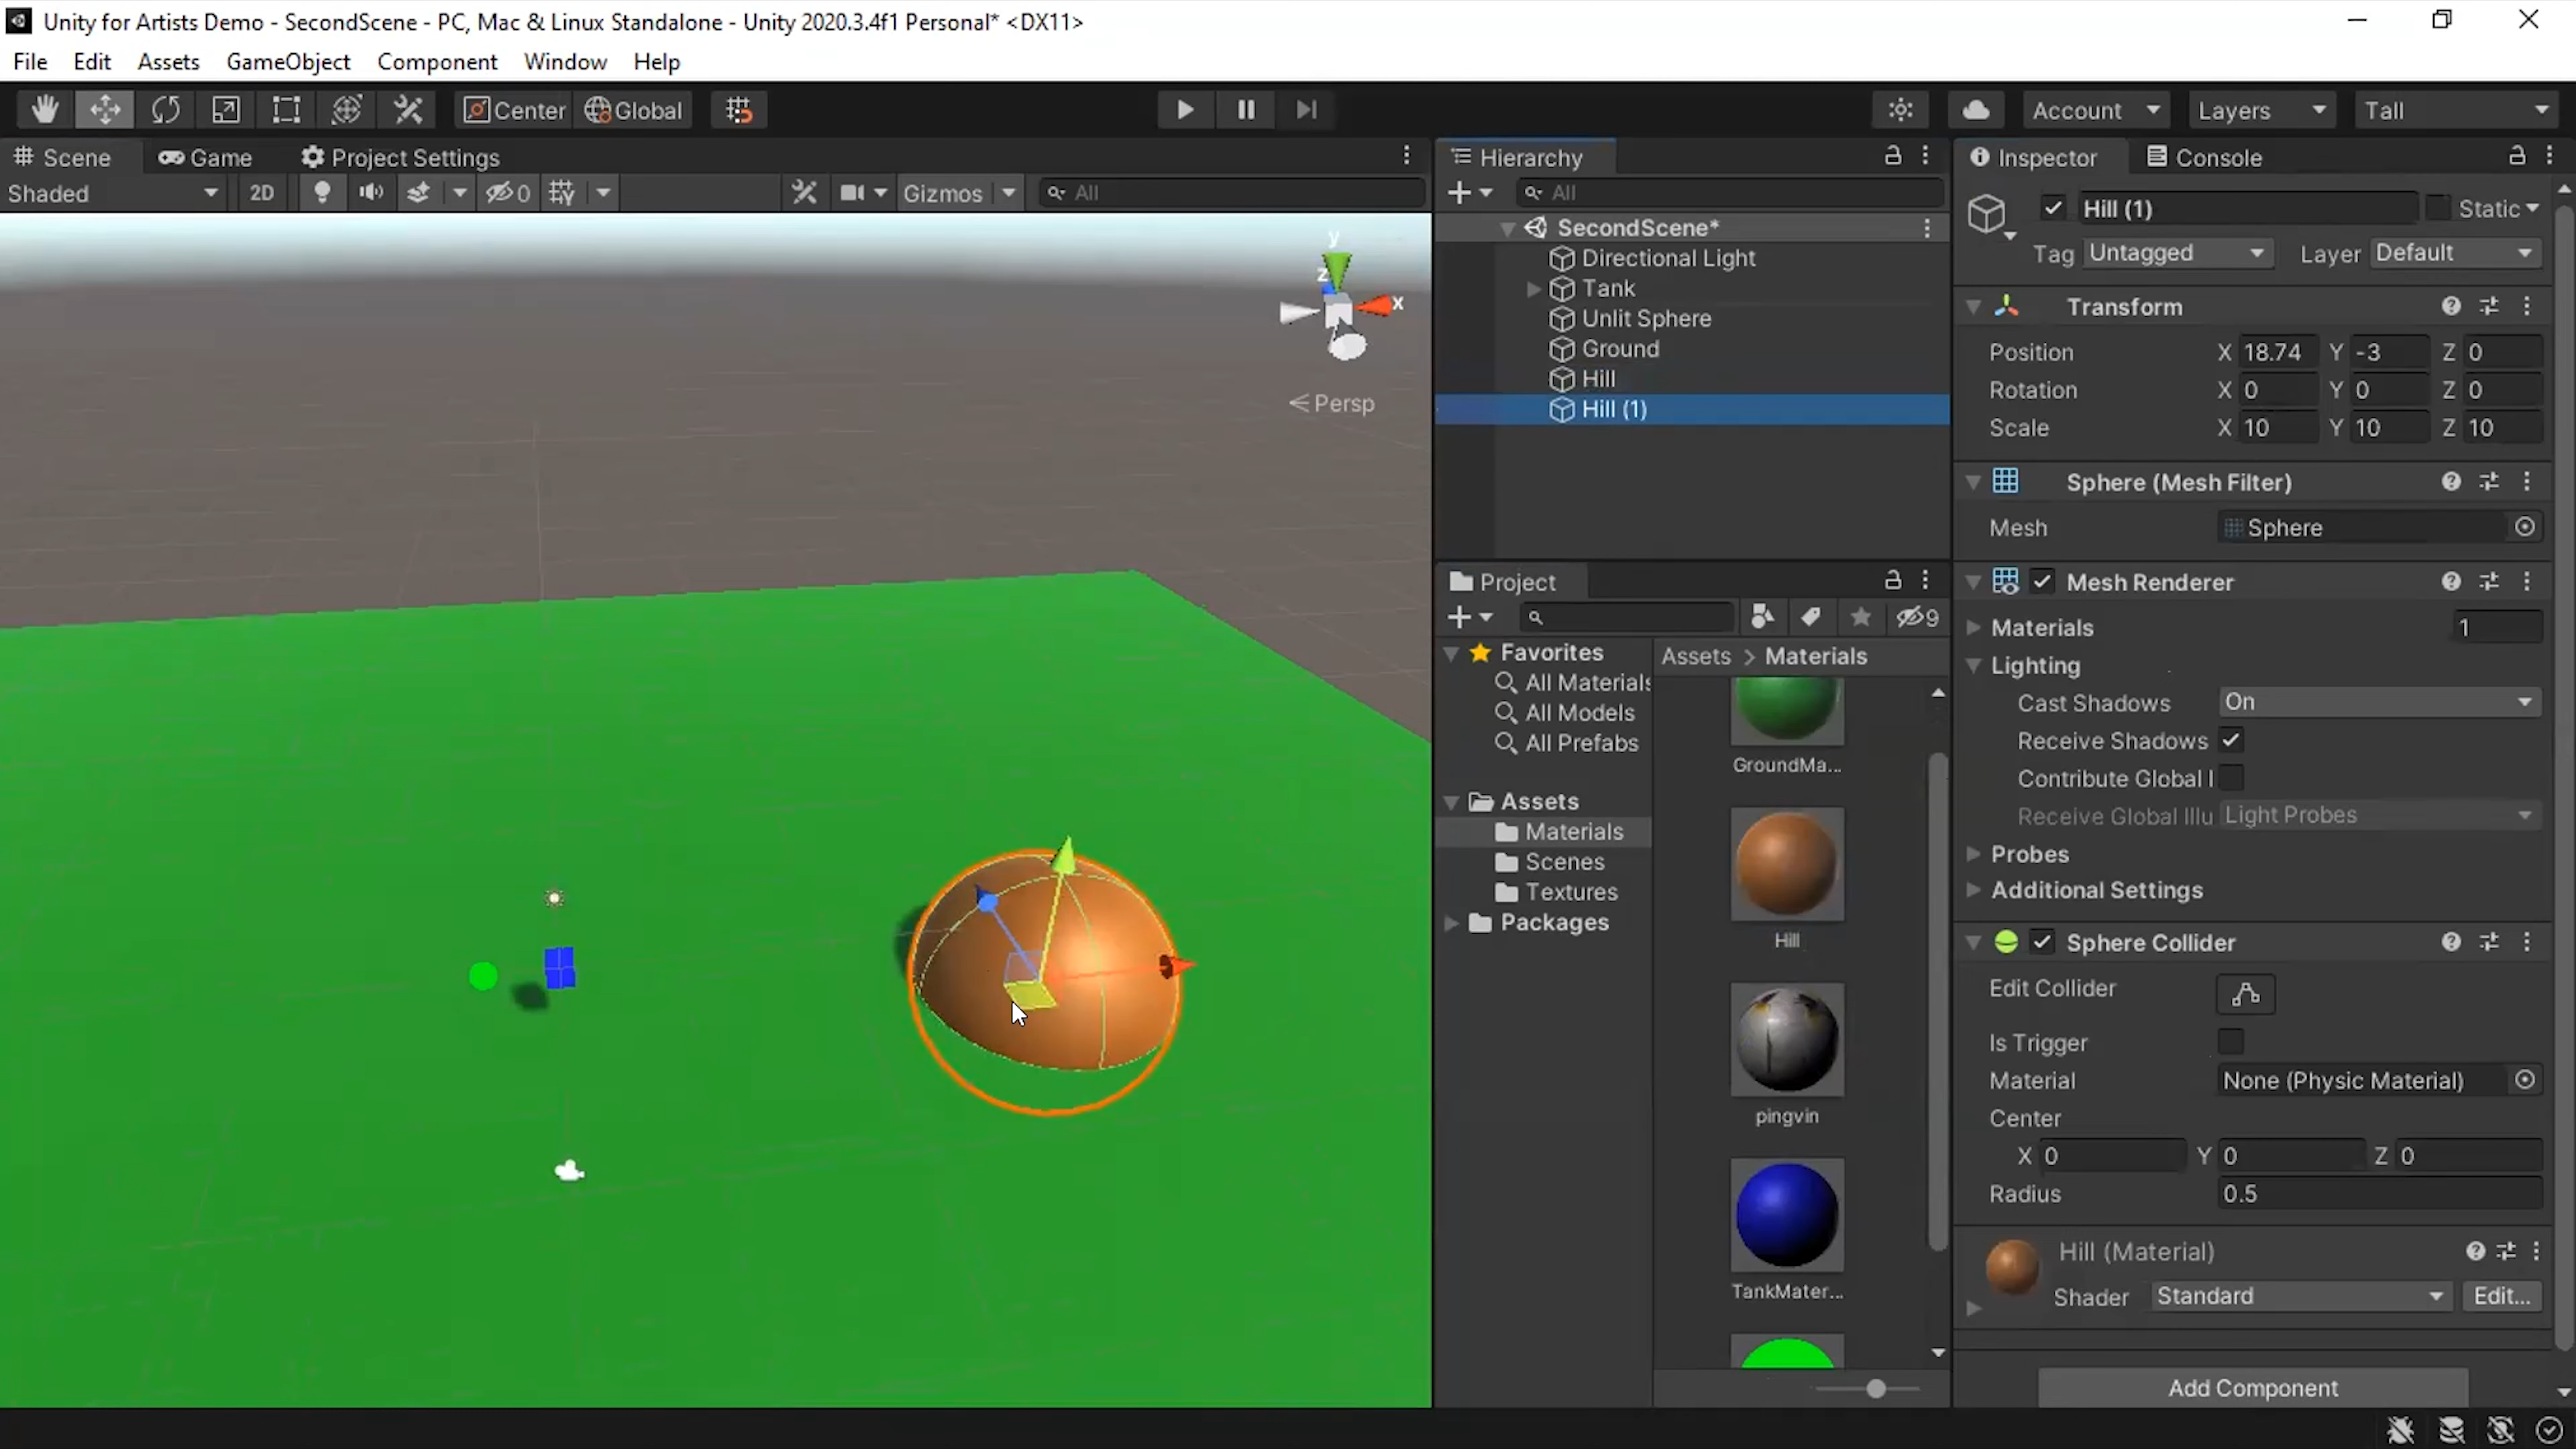 Unity for Artists Demo - SecondScene - PC, Mac & Linux Standalone - Unity 2020.3.4f1 Personal* <DX11>
File Edit Assets GameObject Component Window Help
Center Global Account Layers Tall
Scene Game Project Settings
Shaded 2D 0 Gizmos All
y
z
x
Persp
Hierarchy
All
SecondScene*
Directional Light
Tank
Unlit Sphere
Ground
Hill
Hill (1)
Project
9
Favorites
All Materials
All Models
All Prefabs
Assets
Materials
Scenes
Textures
Packages
Assets > Materials
GroundMa...
Hill
pingvin
TankMater...
Inspector Console
Hill (1) Static
Tag Untagged Layer Default
Transform
Position X 18.74 Y -3 Z 0
Rotation X 0 Y 0 Z 0
Scale X 10 Y 10 Z 10
Sphere (Mesh Filter)
Mesh Sphere
Mesh Renderer
Materials 1
Lighting
Cast Shadows On
Receive Shadows
Contribute Global I
Receive Global Illu Light Probes
Probes
Additional Settings
Sphere Collider
Edit Collider
Is Trigger
Material None (Physic Material)
Center
X 0 Y 0 Z 0
Radius 0.5
Hill (Material)
Shader Standard Edit...
Add Component